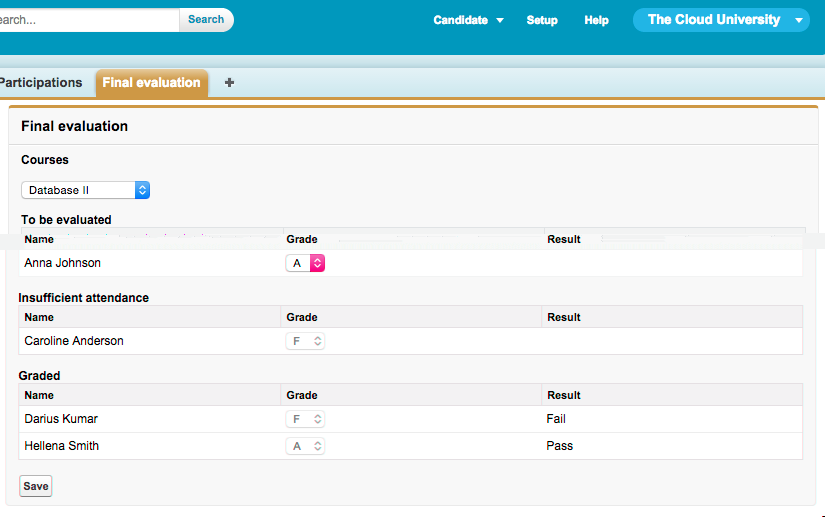 earch... Search Candidate Setup Help The Cloud University
Participations Final evaluation +
Final evaluation
Courses
Database II
To be evaluated
Name Grade Result
Anna Johnson A
Insufficient attendance
Name Grade Result
Caroline Anderson F
Graded
Name Grade Result
Darius Kumar F Fail
Hellena Smith A Pass
Save